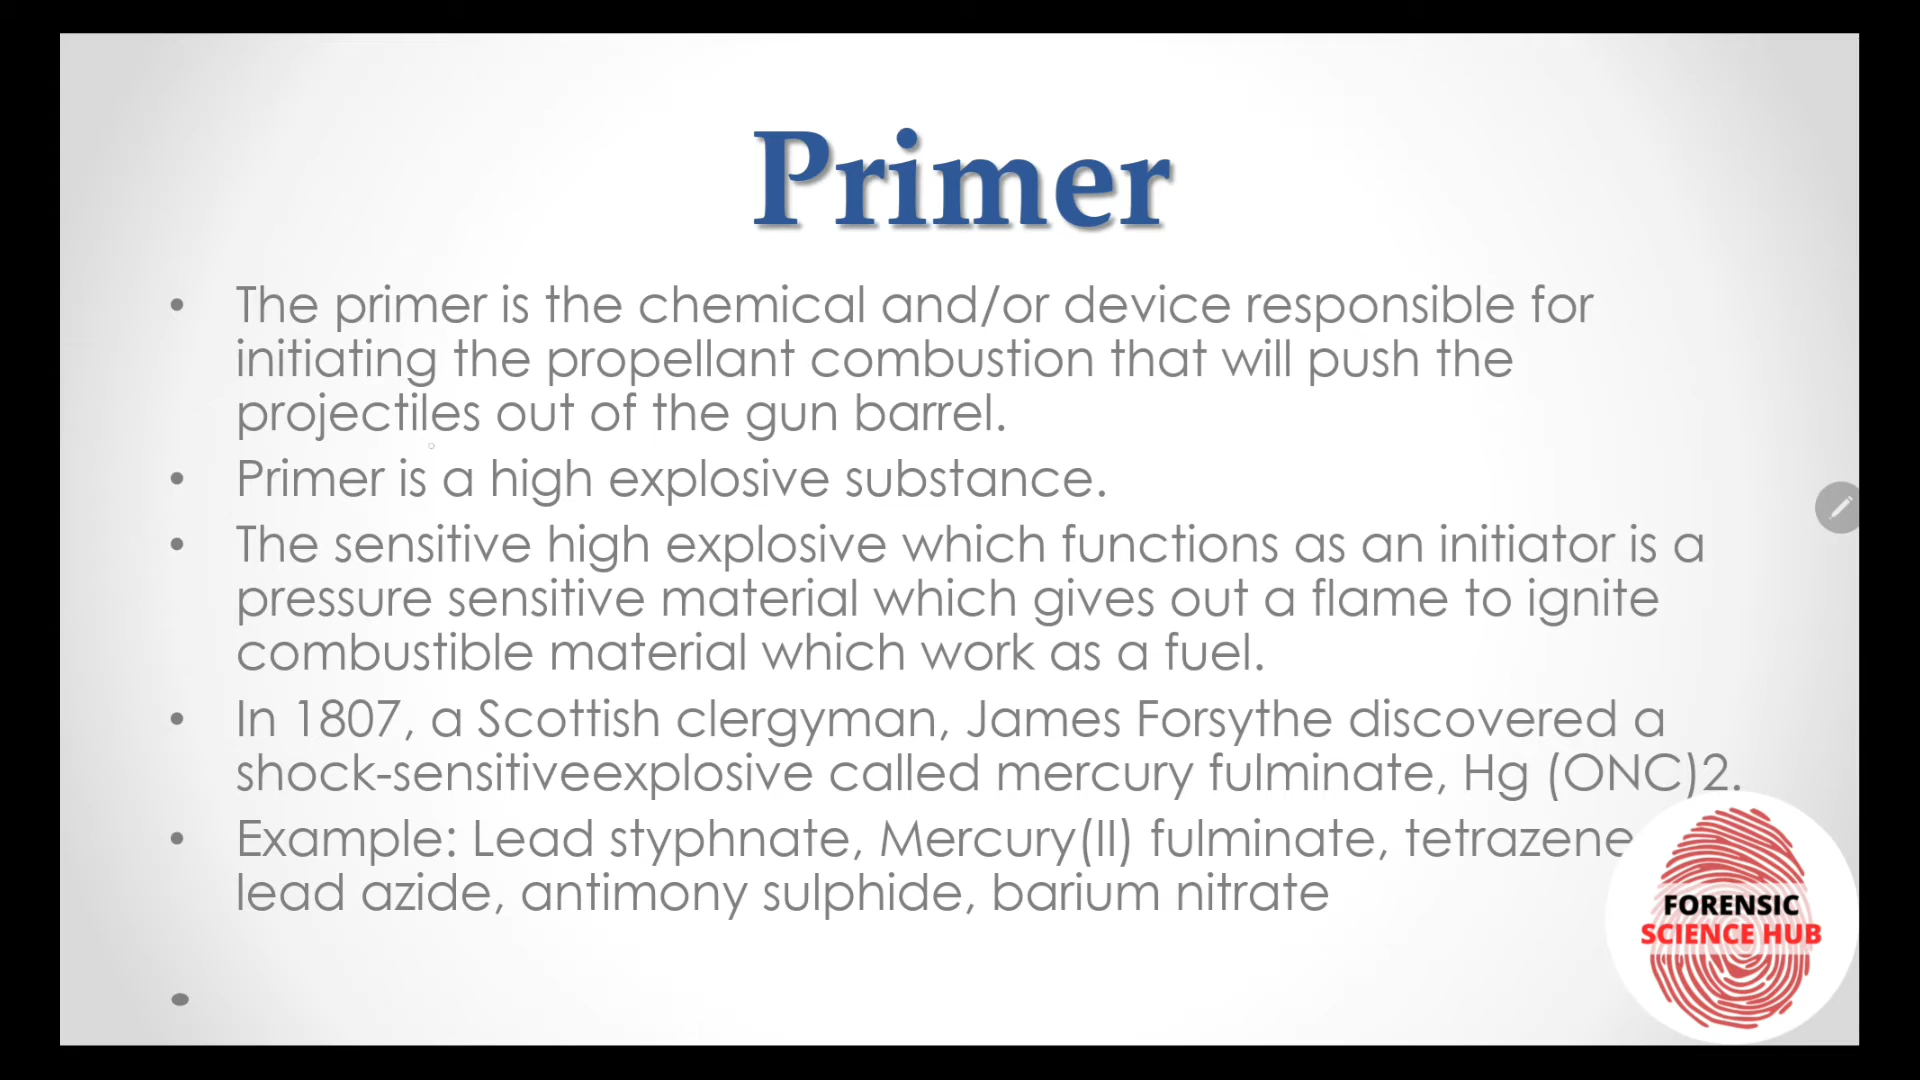 Primer
• The primer is the chemical and/or device responsible for
initiating the propellant combustion that will push the
projectiles out of the gun barrel.
• Primer is a high explosive substance.
• The sensitive high explosive which functions as an initiator is a
pressure sensitive material which gives out a flame to ignite
combustible material which work as a fuel.
• In 1807, a Scottish clergyman, James Forsythe discovered a
shock-sensitiveexplosive called mercury fulminate, Hg (ONC)2.
• Example: Lead styphnate, Mercury(II) fulminate, tetrazene
lead azide, antimony sulphide, barium nitrate
•
FORENSIC
SCIENCE HUB